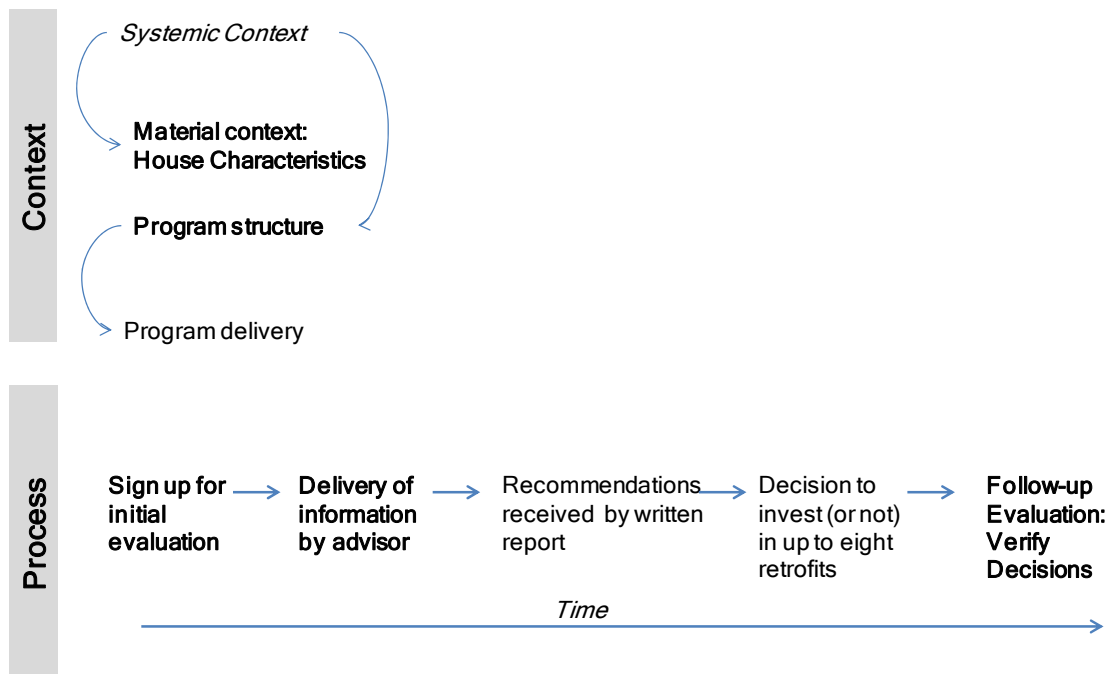 Context
Systemic Context
Material context:
House Characteristics
Program structure
Program delivery
Process
Sign up for
initial
evaluation
Delivery of
information
by advisor
Recommendations
received by written
report
Decision to
invest (or not)
in up to eight
retrofits
Follow-up
Evaluation:
Verify
Decisions
Time